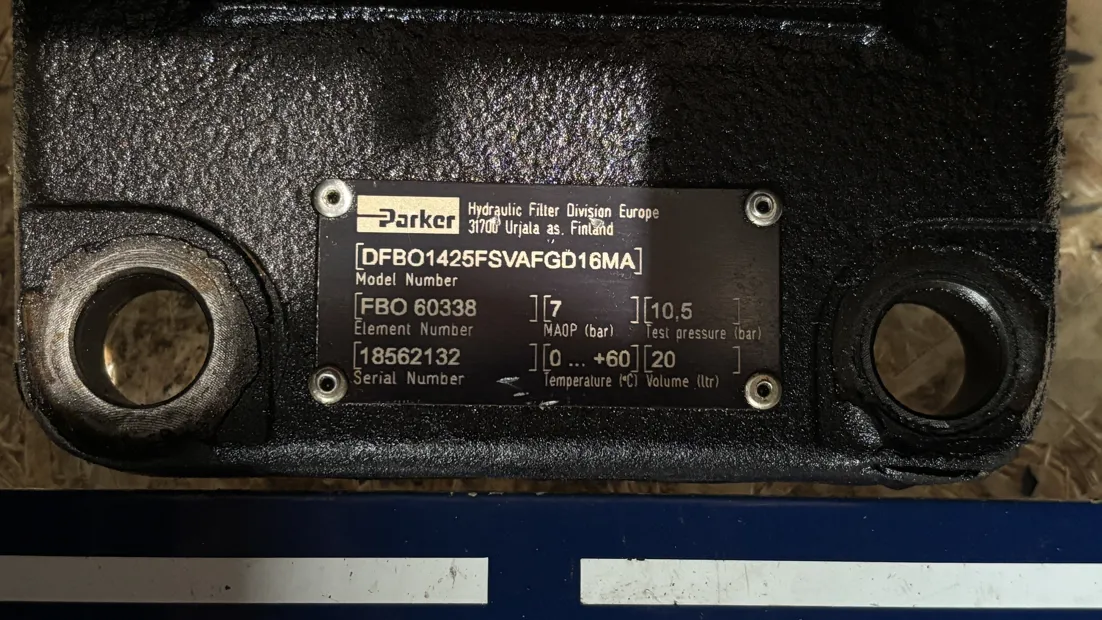 Parker
Hydraulic Filter Division Europe
31700 Urjala as. Finland
[DFBO1425FSVAFGD16MA]
Model Number
[FBO 60338 ][7 ][10,5 ]
Element Number MAOP (bar) Test pressure (bar)
[18562132 ][0 ... +60][20 ]
Serial Number Temperature (°C) Volume (ltr)